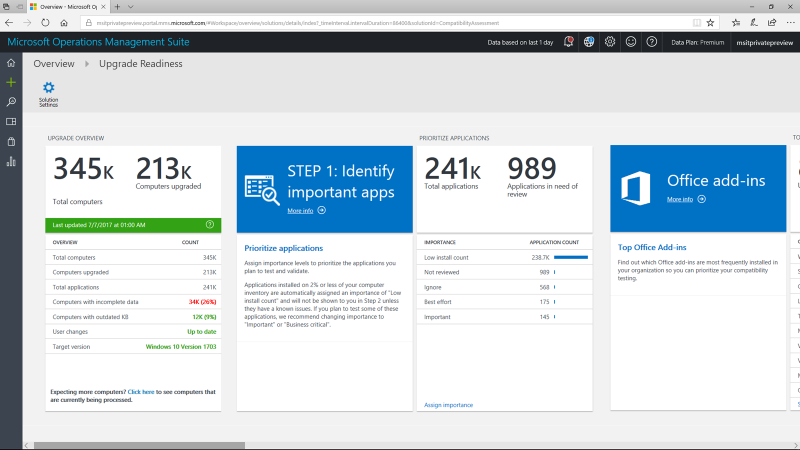 Overview - Microsoft Op
msitprivatepreview.portal.mms.microsoft.com/#Workspace/overview/solutions/details/index?_timeInterval.intervalDuration=86400&solutionId=CompatibilityAssessment
Microsoft Operations Management Suite
Data based on last 1 day
Data Plan: Premium
msitprivatepreview
Overview
Upgrade Readiness
Solution
Settings
UPGRADE OVERVIEW
345K
Total computers
213K
Computers upgraded
Last updated 7/7/2017 at 01:00 AM
OVERVIEW COUNT
Total computers 345K
Computers upgraded 213K
Total applications 241K
Computers with incomplete data 34K (26%)
Computers with outdated KB 12K (9%)
User changes Up to date
Target version Windows 10 Version 1703
Expecting more computers? Click here to see computers that
are currently being processed.
STEP 1: Identify
important apps
More info
Prioritize applications
Assign importance levels to prioritize the applications you
plan to test and validate.
Applications installed on 2% or less of your computer
inventory are automatically assigned an importance of "Low
install count" and will not be shown to you in Step 2 unless
they have a known issues. If you plan to test some of these
applications, we recommend changing importance to
"Important" or "Business critical".
PRIORITIZE APPLICATIONS
241K
Total applications
989
Applications in need of
review
IMPORTANCE APPLICATION COUNT
Low install count 238.7K
Not reviewed 989
Ignore 568
Best effort 175
Important 145
Assign importance
Office add-ins
More info
Top Office Add-ins
Find out which Office add-ins are most frequently installed in
your organization so you can prioritize your compatibility
testing.
TO